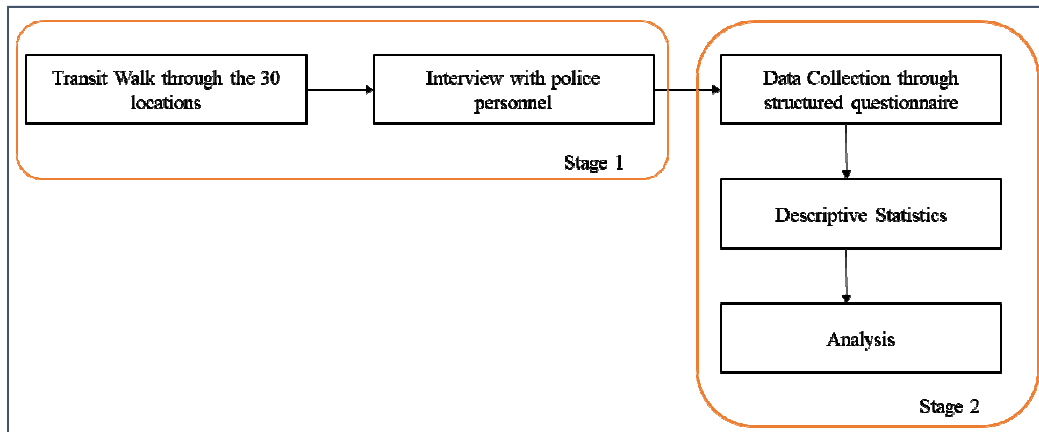 Transit Walk through the 30
locations
Interview with police
personnel
Stage 1
Data Collection through
structured questionnaire
Descriptive Statistics
Analysis
Stage 2